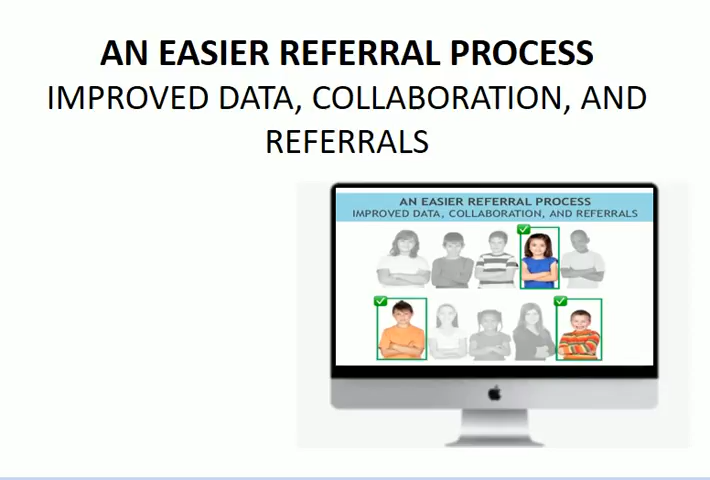 AN EASIER REFERRAL PROCESS
IMPROVED DATA, COLLABORATION, AND
REFERRALS
AN EASIER REFERRAL PROCESS
IMPROVED DATA, COLLABORATION, AND REFERRALS